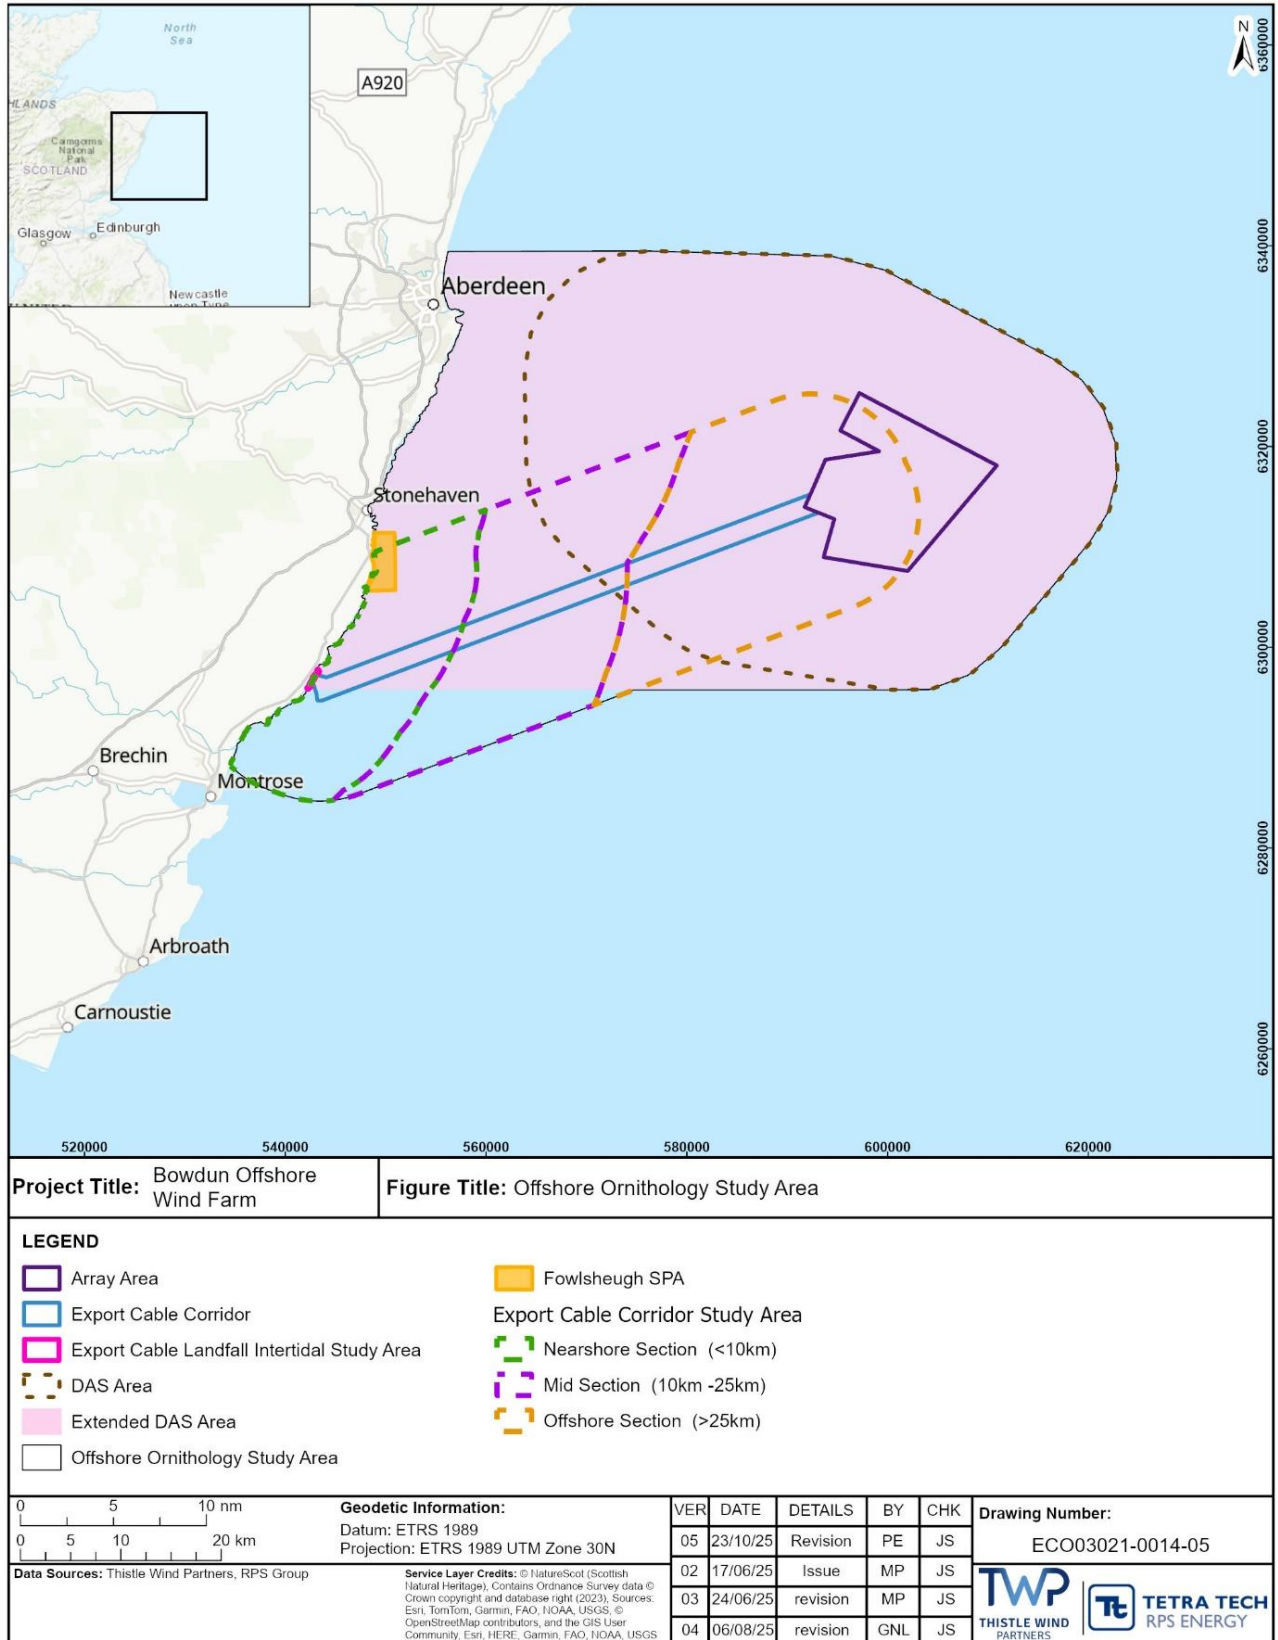 North
Sea
HLANDS
Cairngorms
National
Park
SCOTLAND
Glasgow
Edinburgh
Newcastle
upon Tyne
A920
N
Aberdeen
Stonehaven
Brechin
Montrose
Arbroath
Carnoustie
6360000
6340000
6320000
6300000
6280000
6260000
520000 540000 560000 580000 600000 620000
Project Title: Bowdun Offshore
Wind Farm
Figure Title: Offshore Ornithology Study Area
LEGEND
Array Area
Export Cable Corridor
Export Cable Landfall Intertidal Study Area
DAS Area
Extended DAS Area
Offshore Ornithology Study Area
Fowlsheugh SPA
Export Cable Corridor Study Area
Nearshore Section (<10km)
Mid Section (10km -25km)
Offshore Section (>25km)
0 5 10 nm
0 5 10 20 km
Geodetic Information:
Datum: ETRS 1989
Projection: ETRS 1989 UTM Zone 30N
Data Sources: Thistle Wind Partners, RPS Group
Service Layer Credits: © NatureScot (Scottish
Natural Heritage), Contains Ordnance Survey data ©
Crown copyright and database right (2023), Sources:
Esri, TomTom, Garmin, FAO, NOAA, USGS, ©
OpenStreetMap contributors, and the GIS User
Community, Esri, HERE, Garmin, FAO, NOAA, USGS
VER DATE DETAILS BY CHK
05 23/10/25 Revision PE JS
02 17/06/25 Issue MP JS
03 24/06/25 revision MP JS
04 06/08/25 revision GNL JS
Drawing Number:
ECO03021-0014-05
TWP
THISTLE WIND
PARTNERS
Tt
TETRA TECH
RPS ENERGY